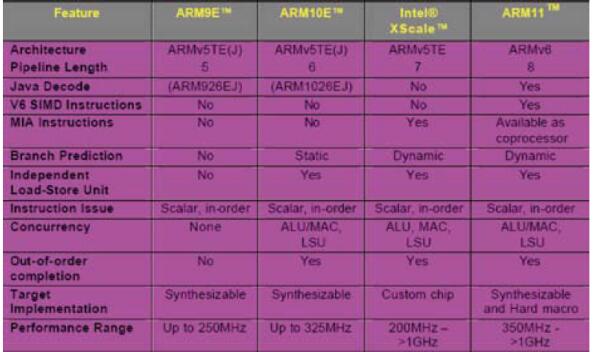 Feature ARM9E™ ARM10E™ Intel® XScale™ ARM11™
Architecture ARMv5TE(J) ARMv5TE(J) ARMv5TE ARMv6
Pipeline Length 5 6 7 8
Java Decode (ARM926EJ) (ARM1026EJ) No Yes
V6 SIMD Instructions No No No Yes
MIA Instructions No No Yes Available as coprocessor
Branch Prediction No Static Dynamic Dynamic
Independent Load-Store Unit No Yes Yes Yes
Instruction Issue Scalar, in-order Scalar, in-order Scalar, in-order Scalar, in-order
Concurrency None ALU/MAC, LSU ALU, MAC, LSU ALU/MAC, LSU
Out-of-order completion No Yes Yes Yes
Target Implementation Synthesizable Synthesizable Custom chip Synthesizable and Hard macro
Performance Range Up to 250MHz Up to 325MHz 200MHz – >1GHz 350MHz - >1GHz